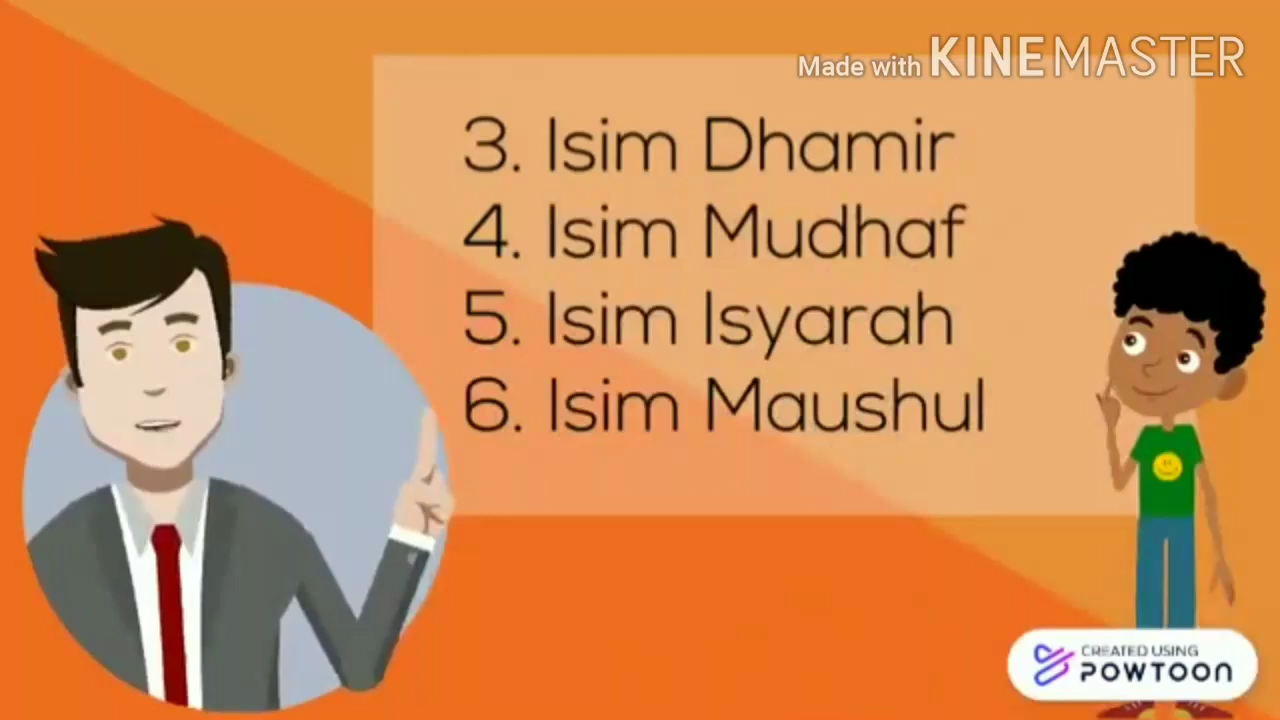 Made with KINEMASTER
3. Isim Dhamir
4. Isim Mudhaf
5. Isim Isyarah
6. Isim Maushul
CREATED USING
POWTOON